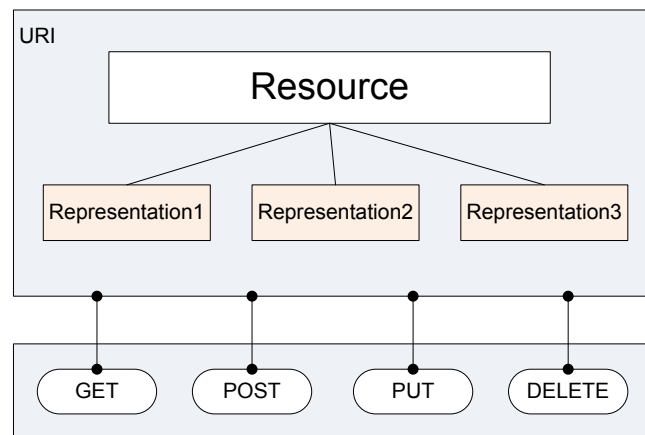 URI
Resource
Representation1 Representation2 Representation3
GET POST PUT DELETE